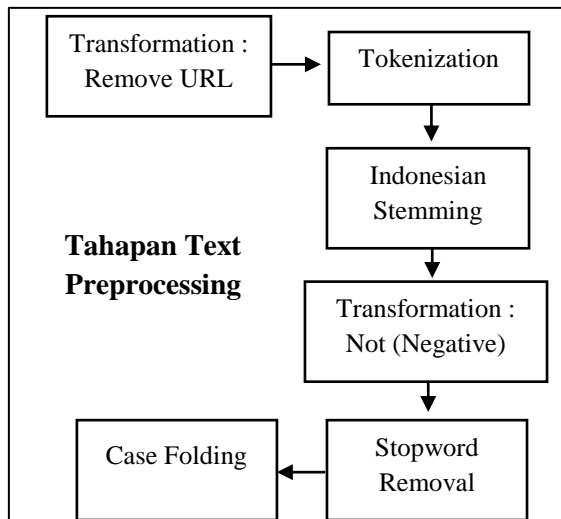 Transformation :
Remove URL
Tokenization
Indonesian
Stemming
Tahapan Text
Preprocessing
Transformation :
Not (Negative)
Stopword
Removal
Case Folding